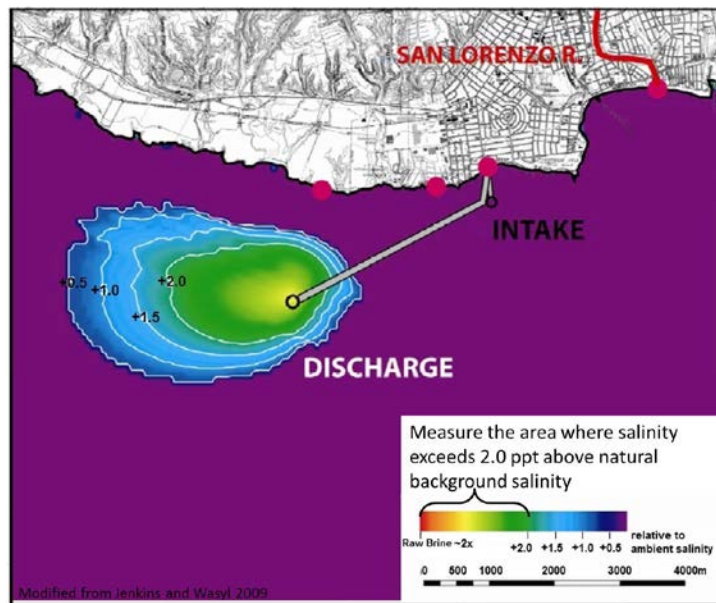 SAN LORENZO R.
INTAKE
+0.5
+1.0
+1.5
+2.0
DISCHARGE
Measure the area where salinity
exceeds 2.0 ppt above natural
background salinity
Raw Brine ~2x
+2.0
+1.5
+1.0
+0.5
relative to
ambient salinity
0 500 1000 2000 3000 4000m
Modified from Jenkins and Wasyl 2009